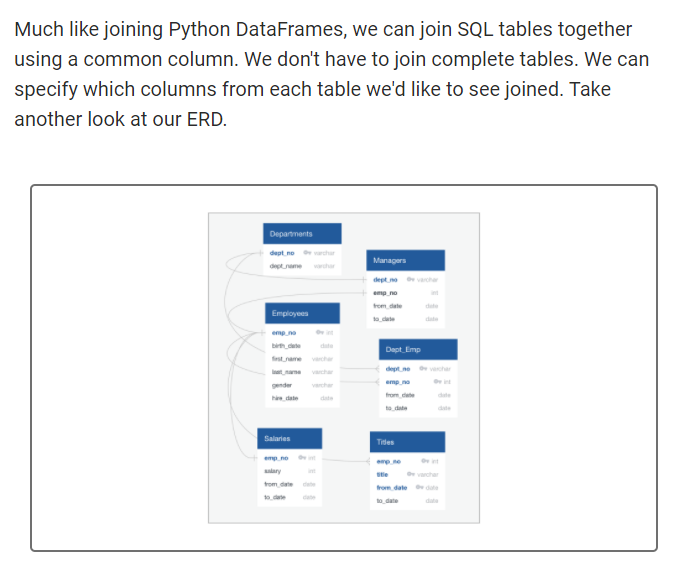 Much like joining Python DataFrames, we can join SQL tables together
using a common column. We don't have to join complete tables. We can
specify which columns from each table we'd like to see joined. Take
another look at our ERD.
Departments
dept_no varchar
dept_name varchar
Managers
dept_no varchar
emp_no int
from_date date
to_date date
Employees
emp_no int
birth_date date
first_name varchar
last_name varchar
gender varchar
hire_date date
Dept_Emp
dept_no varchar
emp_no int
from_date date
to_date date
Salaries
emp_no int
salary int
from_date date
to_date date
Titles
emp_no int
title varchar
from_date date
to_date date